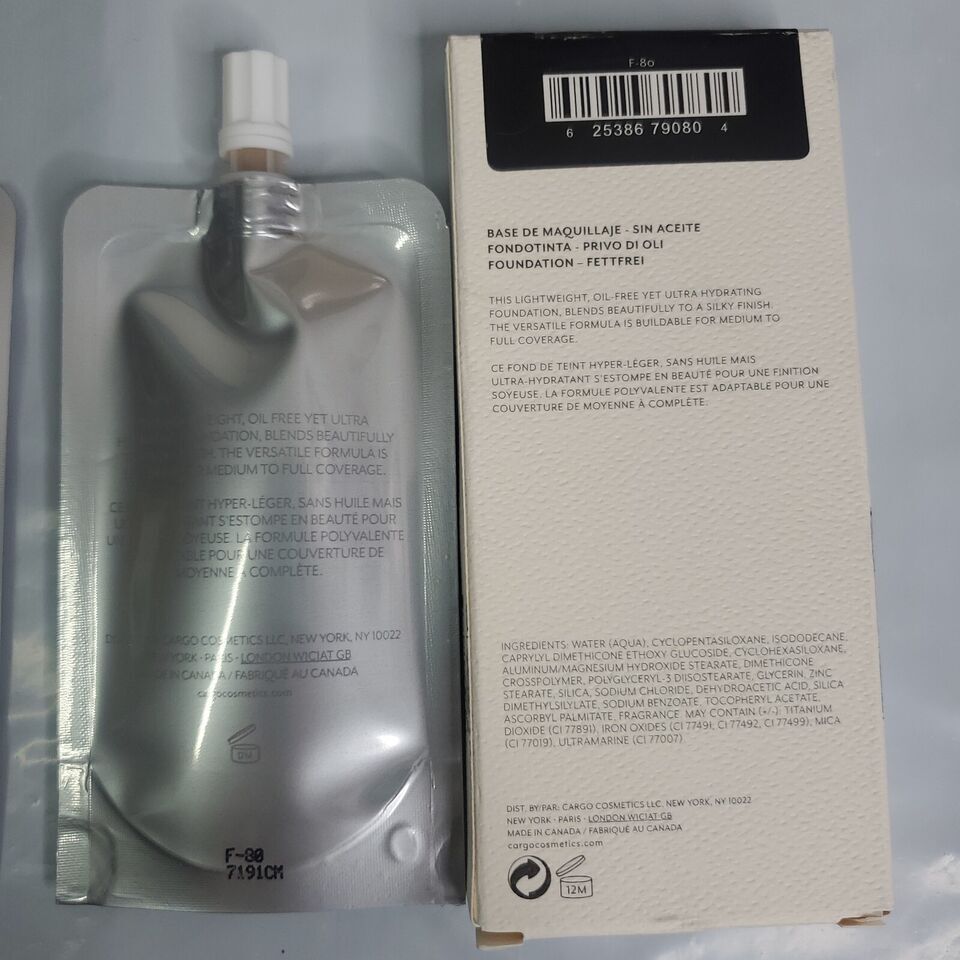 EIGHT, OIL FREE YET ULTRA
DATION, BLENDS BEAUTIFULLY
H. THE VERSATILE FORMULA IS
MEDIUM TO FULL COVERAGE.
CE
NT HYPER-LÉGER, SANS HUILE MAIS
ANT S'ESTOMPE EN BEAUTÉ POUR
SOYEUSE. LA FORMULE POLYVALENTE
BLE POUR UNE COUVERTURE DE
MOYENNE À COMPLÈTE.
CARGO COSMETICS LLC, NEW YORK, NY 10022
YORK - PARIS - LONDON WICIAT GB
MADE IN CANADA / FABRIQUÉ AU CANADA
cargocosmetics.com
F-80
7191CM
F-80
6 25386 79080 4
BASE DE MAQUILLAJE - SIN ACEITE
FONDOTINTA - PRIVO DI OLI
FOUNDATION – FETTFREI
THIS LIGHTWEIGHT, OIL-FREE YET ULTRA HYDRATING
FOUNDATION, BLENDS BEAUTIFULLY TO A SILKY FINISH.
THE VERSATILE FORMULA IS BUILDABLE FOR MEDIUM TO
FULL COVERAGE.
CE FOND DE TEINT HYPER-LÉGER, SANS HUILE MAIS
ULTRA-HYDRATANT S'ESTOMPE EN BEAUTÉ POUR UNE FINITION
SOYEUSE. LA FORMULE POLYVALENTE EST ADAPTABLE POUR UNE
COUVERTURE DE MOYENNE À COMPLÈTE.
INGREDIENTS: WATER (AQUA), CYCLOPENTASILOXANE, ISODODECANE,
CAPRYLYL DIMETHICONE ETHOXY GLUCOSIDE, CYCLOHEXASILOXANE,
ALUMINUM/MAGNESIUM HYDROXIDE STEARATE, DIMETHICONE
CROSSPOLYMER, POLYGLYCERYL-3 DIISOSTEARATE, GLYCERIN, ZINC
STEARATE, SILICA, SODIUM CHLORIDE, DEHYDROACETIC ACID, SILICA
DIMETHYLSILYLATE, SODIUM BENZOATE, TOCOPHERYL ACETATE,
ASCORBYL PALMITATE, FRAGRANCE. MAY CONTAIN (+/-): TITANIUM
DIOXIDE (CI 77891), IRON OXIDES (CI 77491, CI 77492, CI 77499), MICA
(CI 77019), ULTRAMARINE (CI 77007).
DIST. BY/PAR: CARGO COSMETICS LLC, NEW YORK, NY 10022
NEW YORK - PARIS - LONDON WICIAT GB
MADE IN CANADA / FABRIQUÉ AU CANADA
cargocosmetics.com
12M